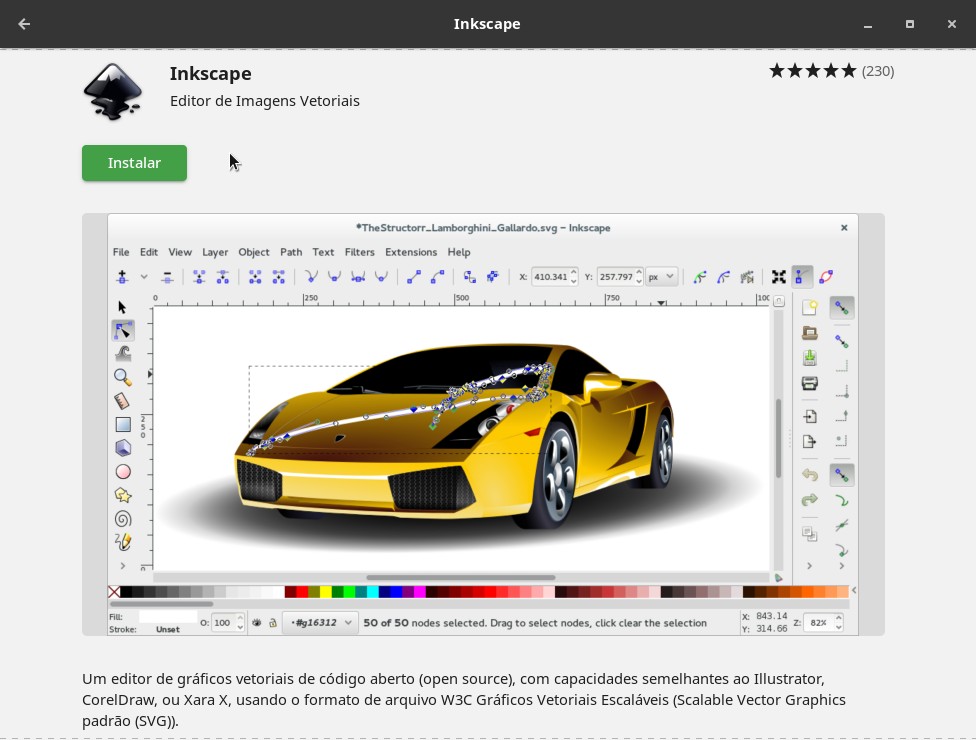 Inkscape
Inkscape
Editor de Imagens Vetoriais
(230)
Instalar
*TheStructorr_Lamborghini_Gallardo.svg – Inkscape
File Edit View Layer Object Path Text Filters Extensions Help
X: 410.341 Y: 257.797 px
0 250 500 750 100
250
0
Fill:
Stroke: Unset
O: 100
•#g16312
50 of 50 nodes selected. Drag to select nodes, click clear the selection
X: 843.14
Y: 314.66
Z: 82%
Um editor de gráficos vetoriais de código aberto (open source), com capacidades semelhantes ao Illustrator,
CorelDraw, ou Xara X, usando o formato de arquivo W3C Gráficos Vetoriais Escaláveis (Scalable Vector Graphics
padrão (SVG)).